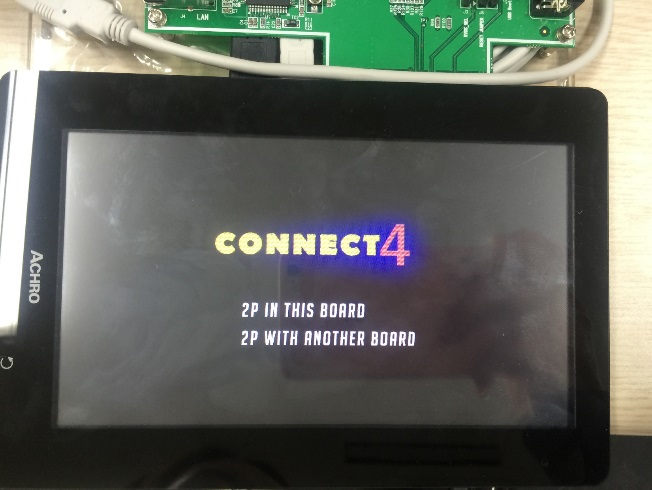 LAN
CONNECT4
2P IN THIS BOARD
2P WITH ANOTHER BOARD
ACHRO